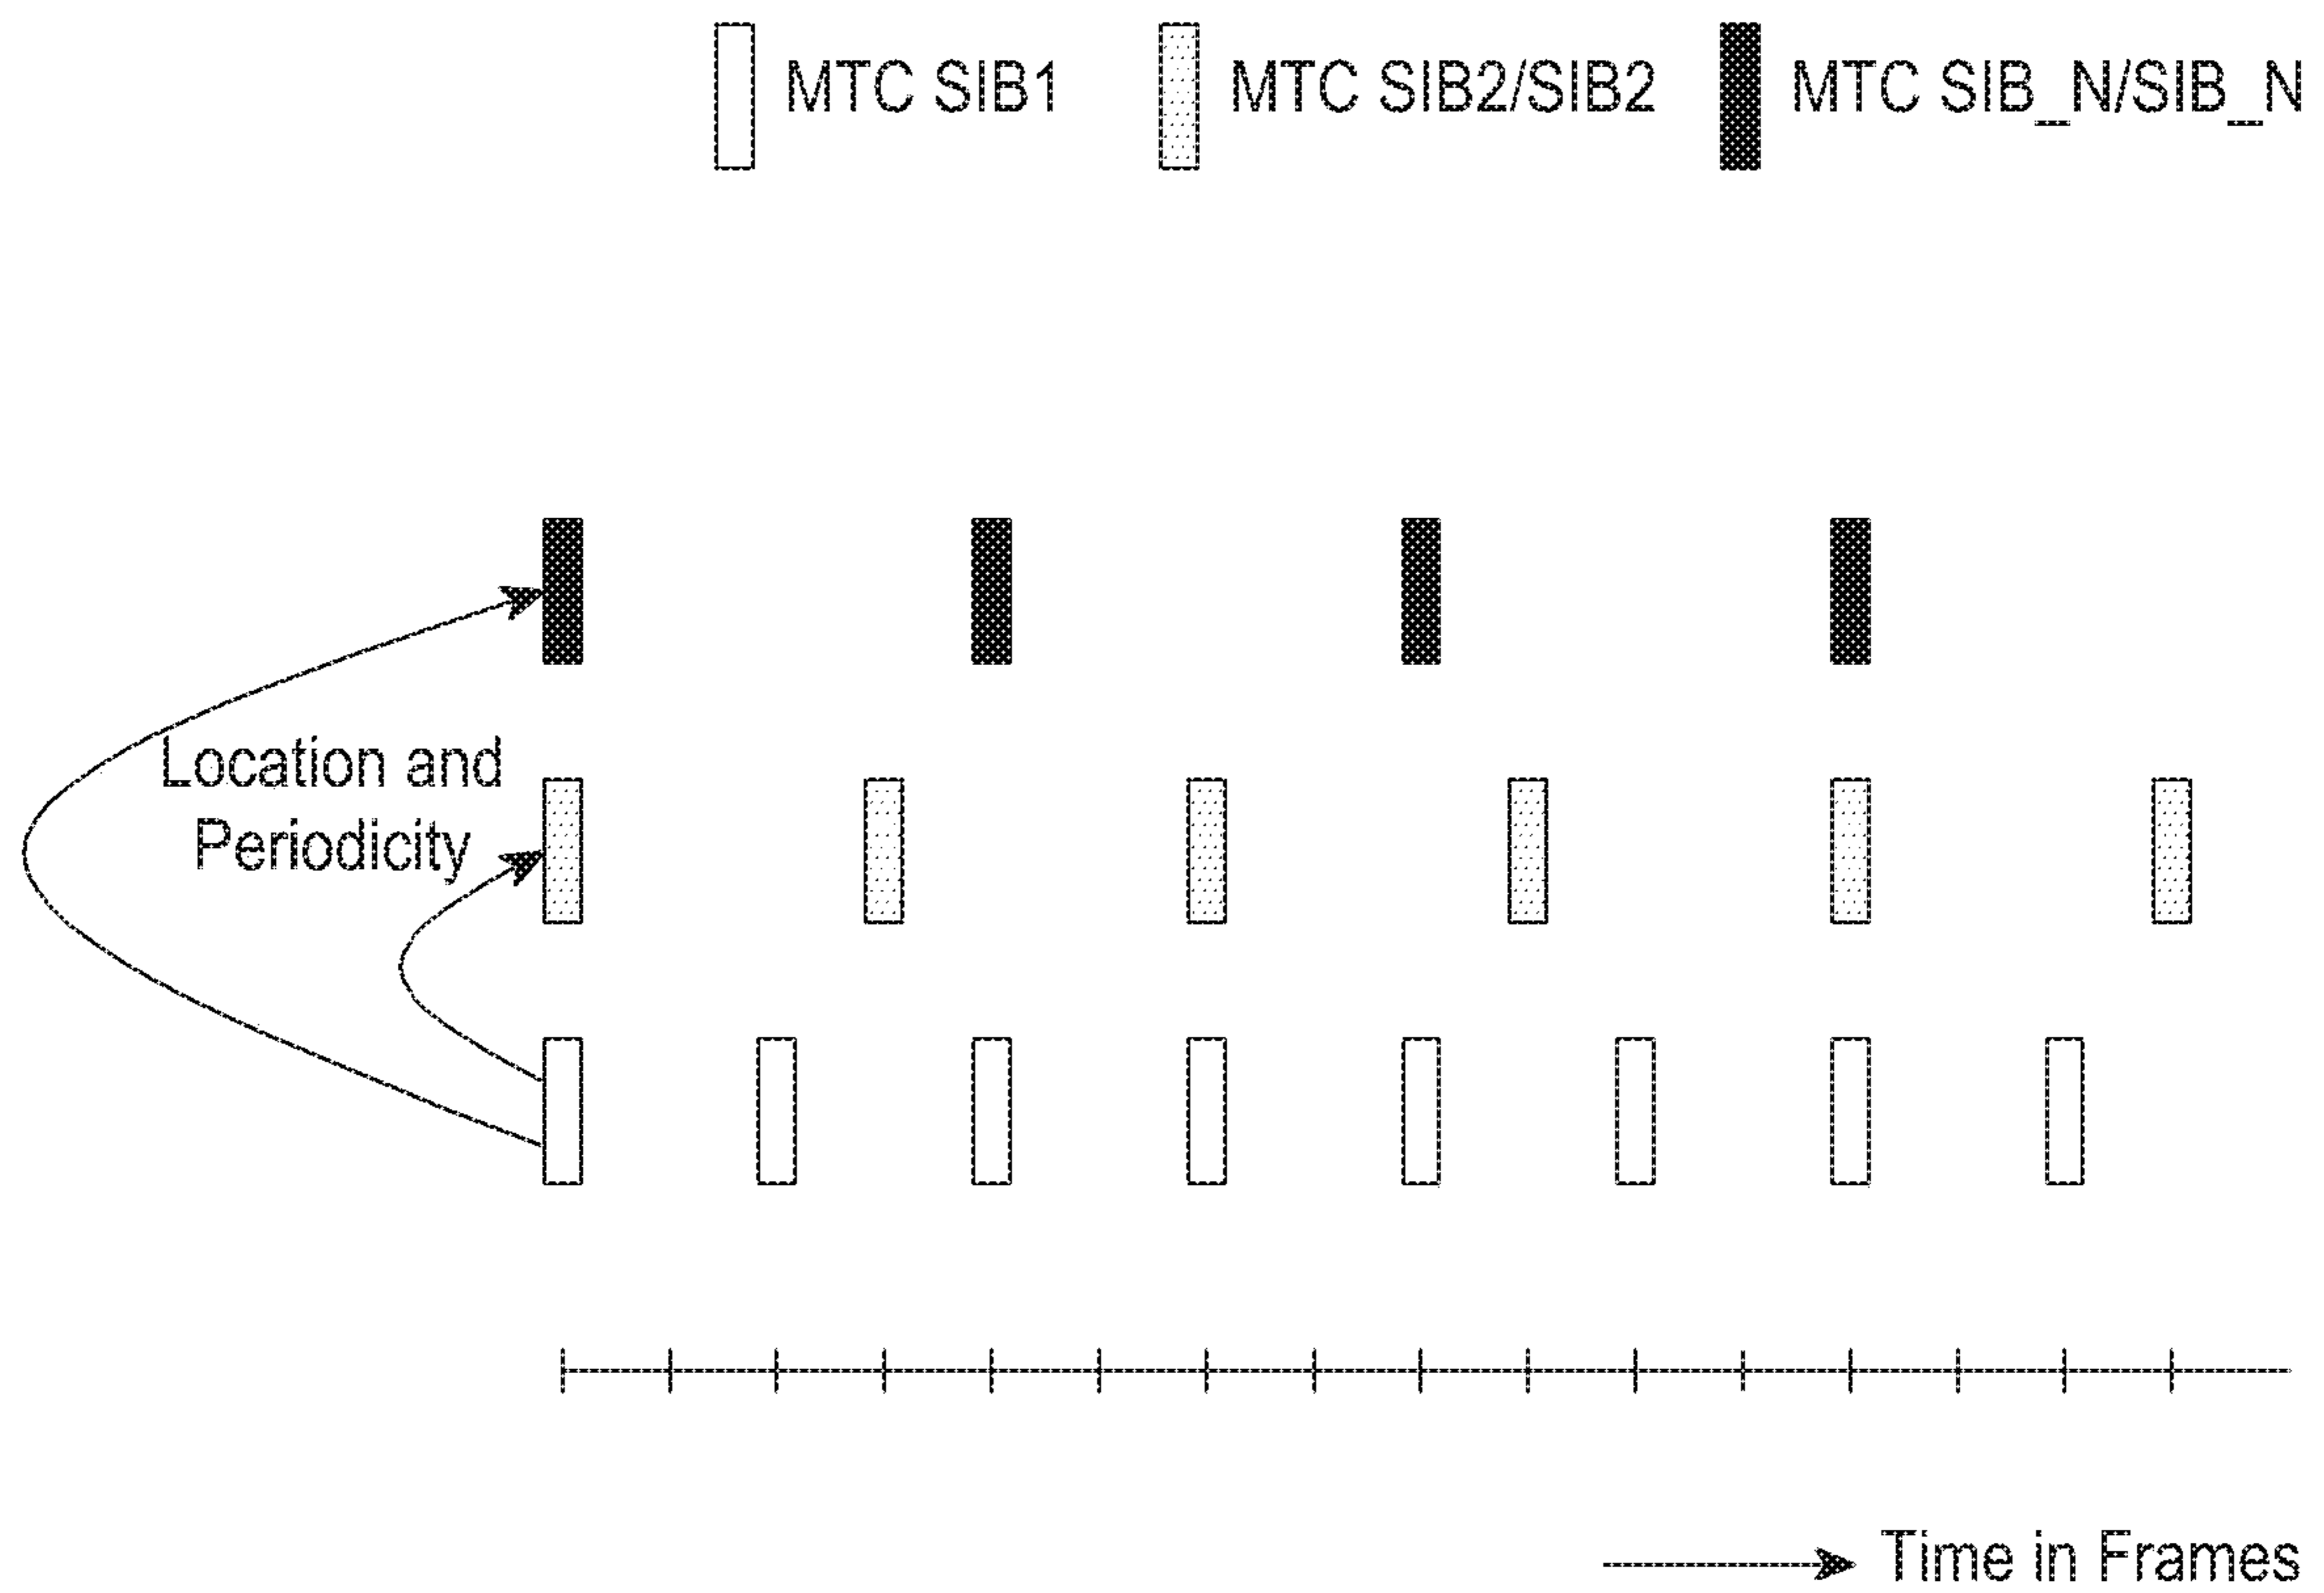 MTC SIB1 MTC SIB2/SIB2 MTC SIB_N/SIB_N
Location and
Periodicity
Time in Frames